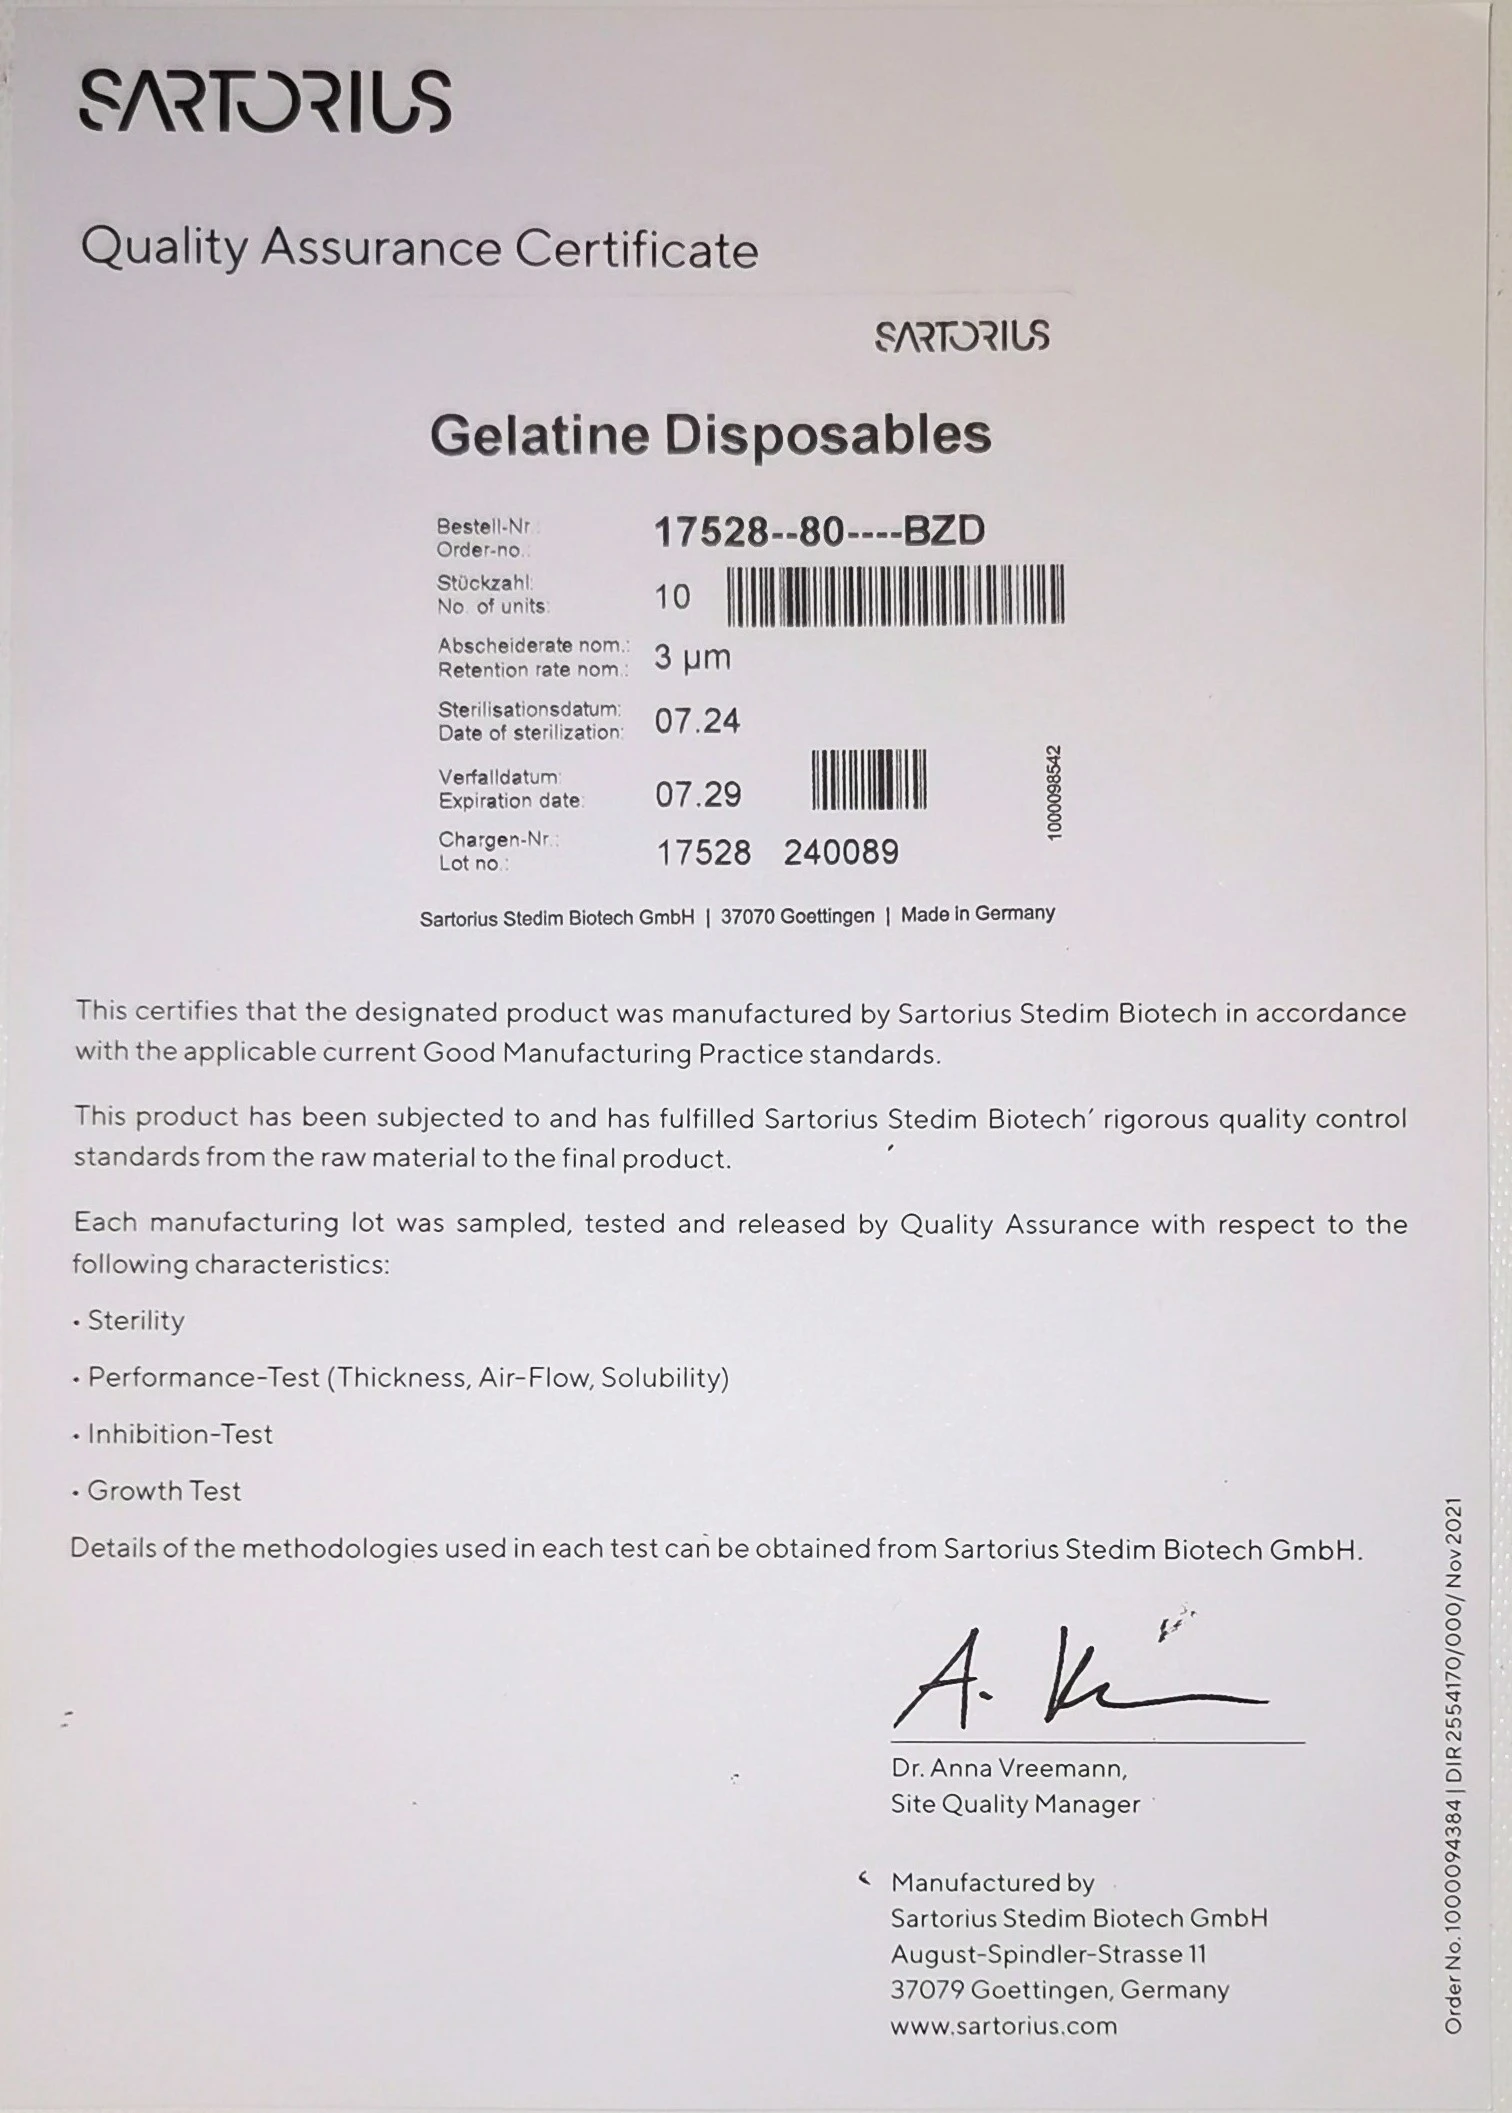 SARTORIUS
Quality Assurance Certificate
SARTORIUS
Gelatine Disposables
Bestell-Nr.:
Order-no.:
17528--80----BZD
Stückzahl:
No. of units:
10
Abscheiderate nom.:
Retention rate nom.:
3 µm
Sterilisationsdatum:
Date of sterilization:
07.24
Verfalldatum:
Expiration date:
07.29
Chargen-Nr.:
Lot no.:
17528 240089
1000098542
Sartorius Stedim Biotech GmbH | 37070 Goettingen | Made in Germany
This certifies that the designated product was manufactured by Sartorius Stedim Biotech in accordance
with the applicable current Good Manufacturing Practice standards.
This product has been subjected to and has fulfilled Sartorius Stedim Biotech’ rigorous quality control
standards from the raw material to the final product.
Each manufacturing lot was sampled, tested and released by Quality Assurance with respect to the
following characteristics:
• Sterility
• Performance-Test (Thickness, Air-Flow, Solubility)
• Inhibition-Test
• Growth Test
Details of the methodologies used in each test can be obtained from Sartorius Stedim Biotech GmbH.
Dr. Anna Vreemann,
Site Quality Manager
Manufactured by
Sartorius Stedim Biotech GmbH
August-Spindler-Strasse 11
37079 Goettingen, Germany
www.sartorius.com
Order No. 1000094384 | DIR 2554170/000/ Nov 2021